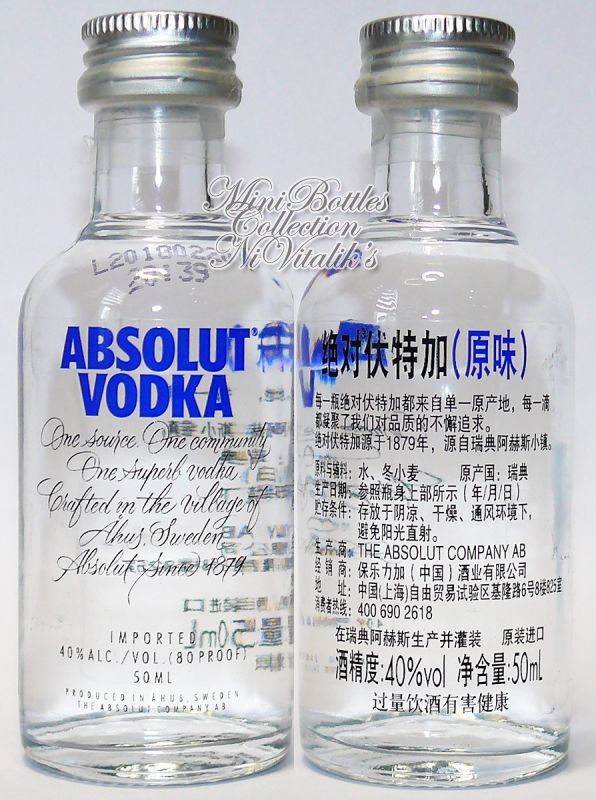 Mini Bottles
Collection
NiVitalik's
ABSOLUT
VODKA
One source. One community
One superb vodka.
Crafted in the village of
Åhus, Sweden.
Absolut Since 1879.
IMPORTED
40% ALC./VOL. (80 PROOF)
50ML
PRODUCED IN ÅHUS, SWEDEN
THE ABSOLUT COMPANY AB
绝对伏特加(原味)
每一瓶绝对伏特加都来自单一原产地，每一滴
都凝聚了我们对品质的不懈追求。
绝对伏特加源于1879年，源自瑞典阿赫斯小镇。
原料与辅料：水、冬小麦 原产国：瑞典
生产日期：参照瓶身上部所示（年/月/日）
贮存条件：存放于阴凉、干燥、通风环境下，
避免阳光直射。
生产商：THE ABSOLUT COMPANY AB
经销商：保乐力加（中国）酒业有限公司
地址：中国(上海)自由贸易试验区基隆路6号8楼825室
消费者热线：400 690 2618
在瑞典阿赫斯生产并灌装 原装进口
酒精度:40%vol 净含量:50mL
过量饮酒有害健康